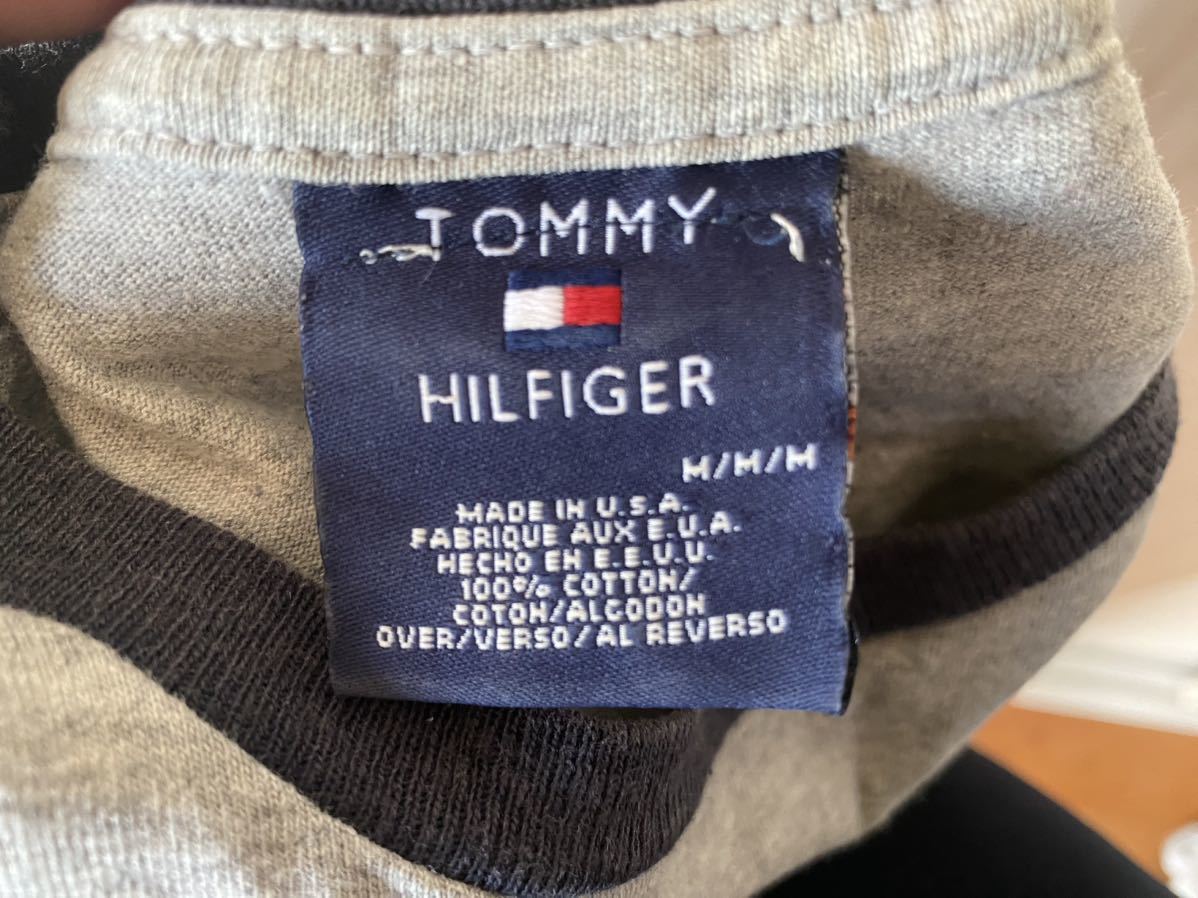 TOMMY
HILFIGER
M/M/M
MADE IN U.S.A.
FABRIQUE AUX E.U.A.
HECHO EN E.E.U.U.
100% COTTON/
COTON/ALGODON
OVER/VERSO/AL REVERSO